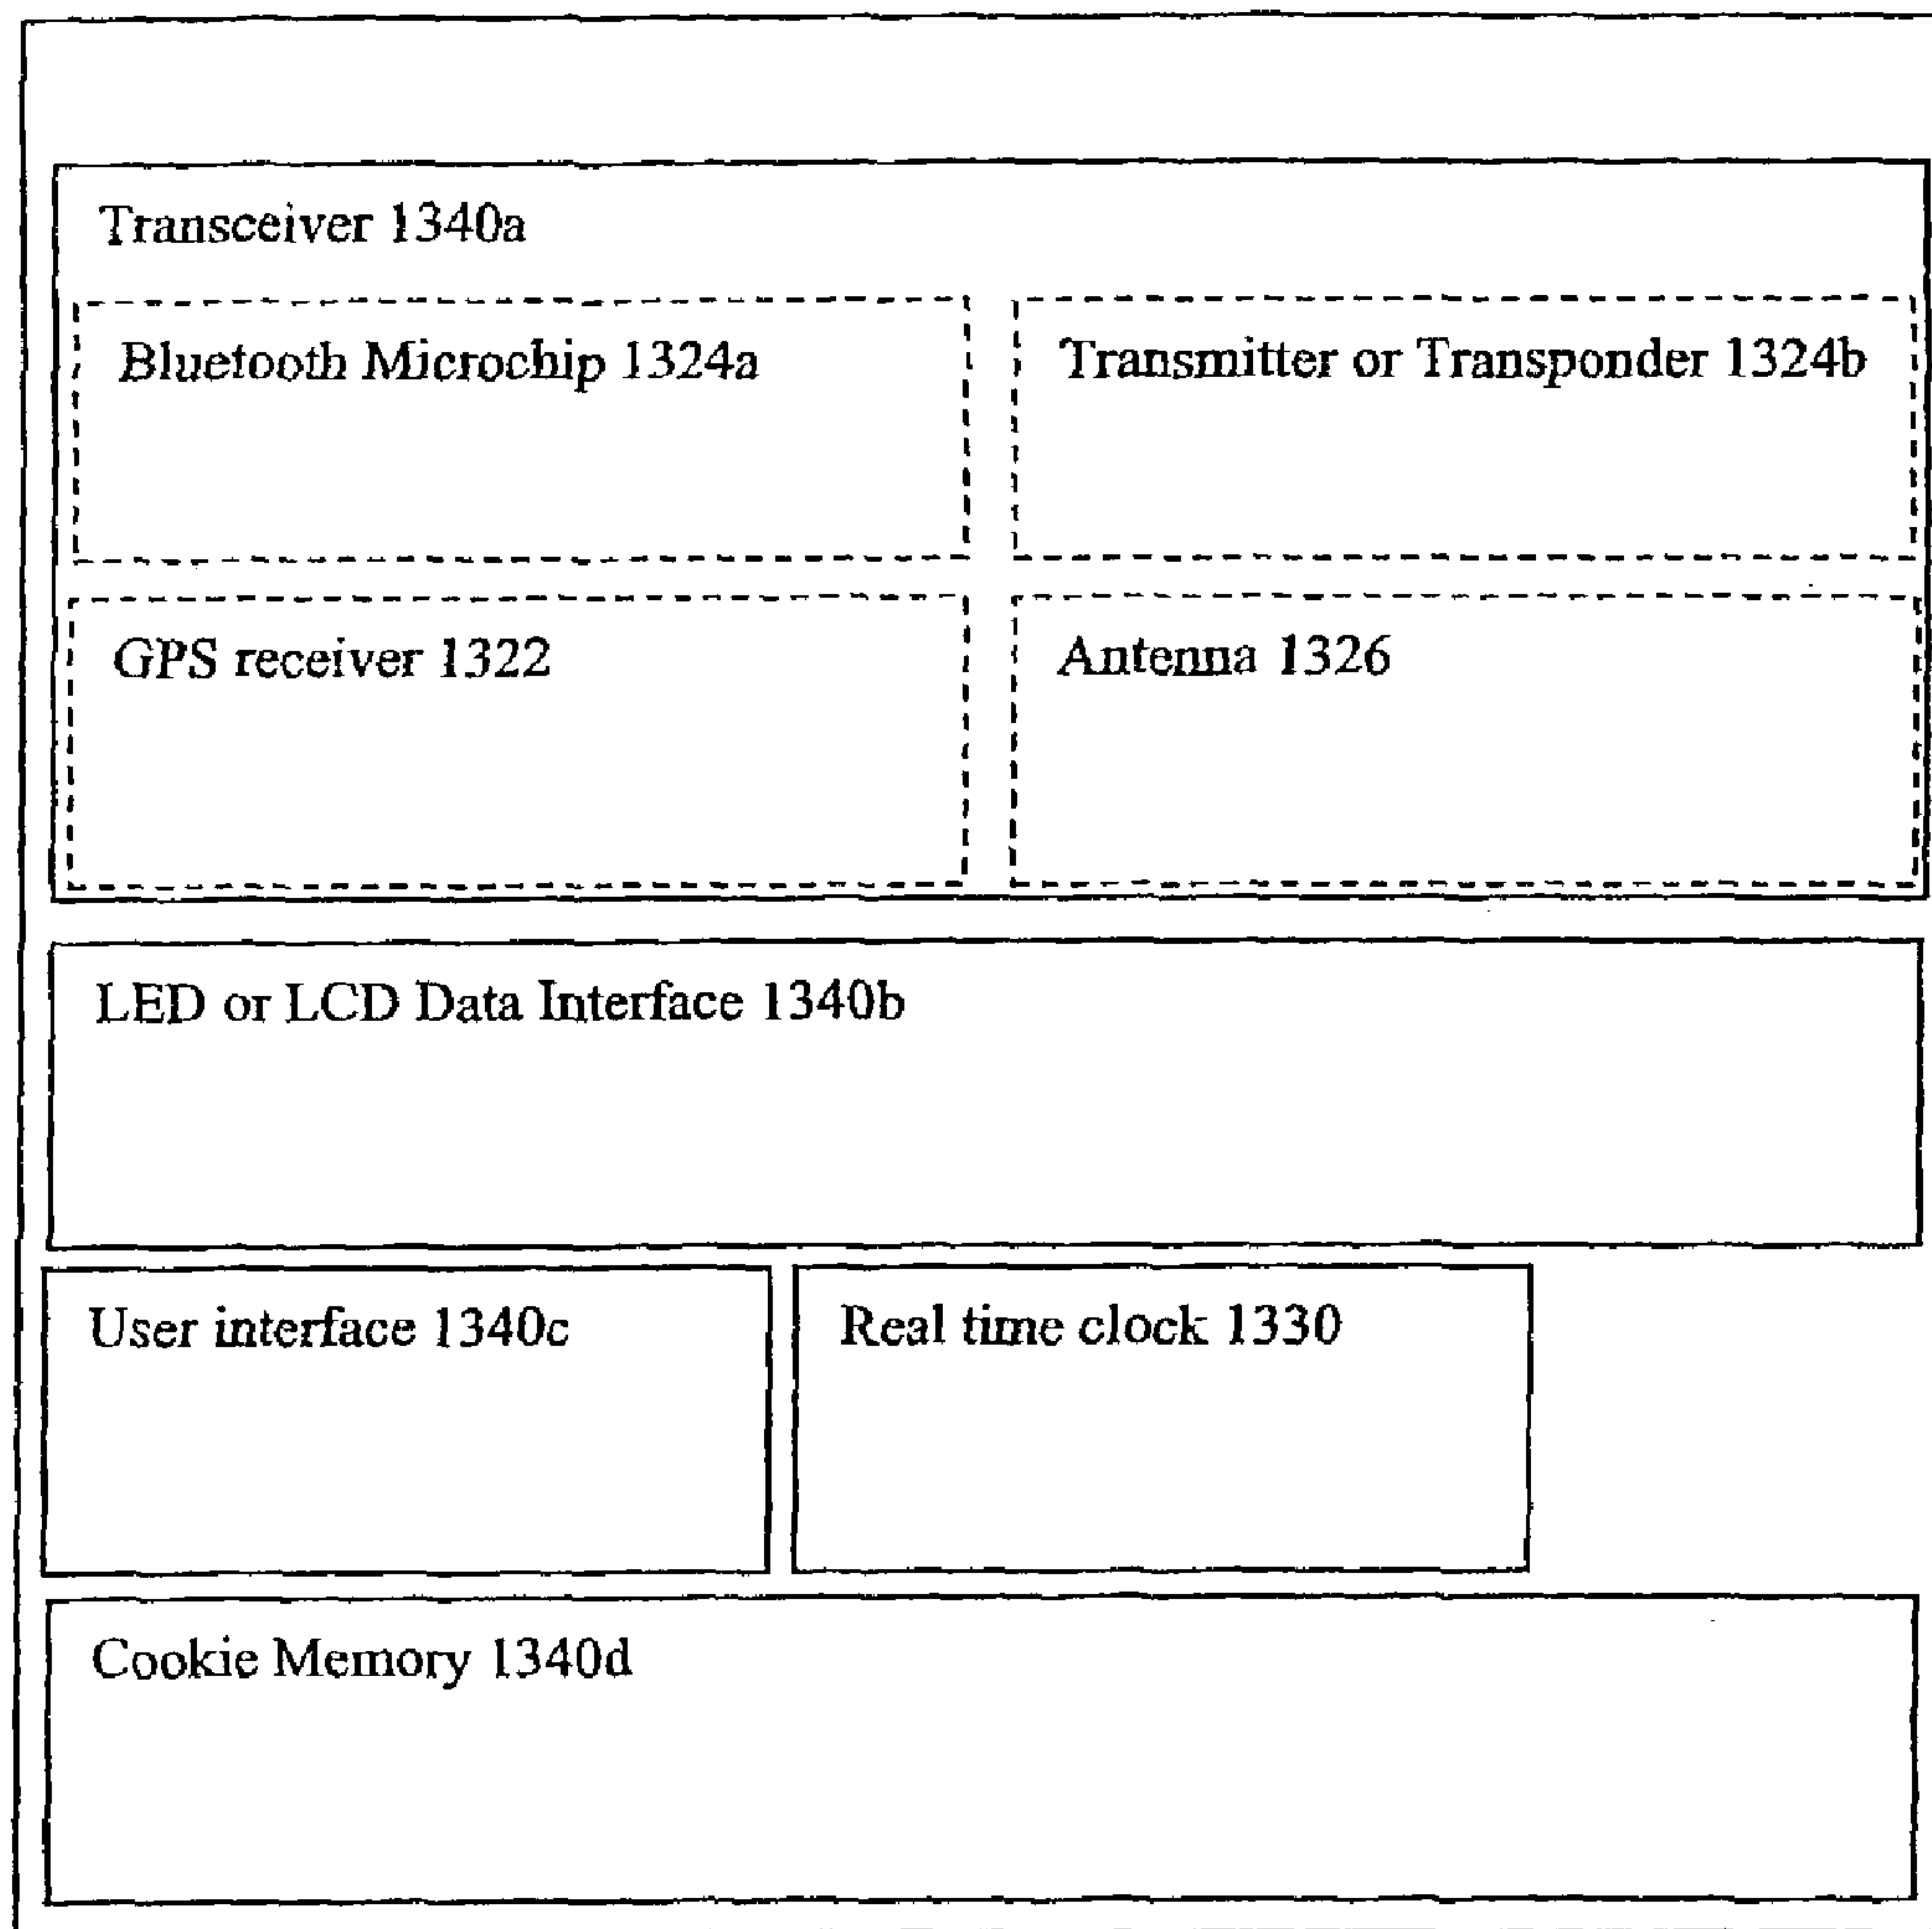 Transceiver 1340a
Bluetooth Microchip 1324a
Transmitter or Transponder 1324b
GPS receiver 1322
Antenna 1326
LED or LCD Data Interface 1340b
User interface 1340c
Real time clock 1330
Cookie Memory 1340d